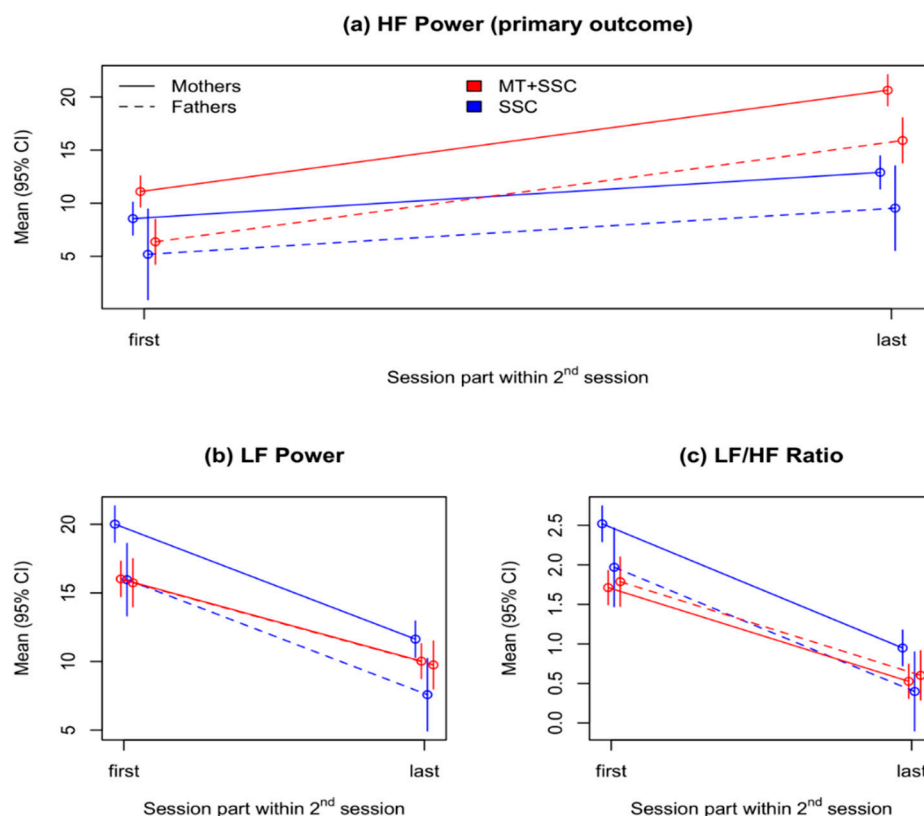 (a) HF Power (primary outcome)
Mothers
Fathers
MT+SSC
SSC
Mean (95% CI)
20
15
10
5
first
last
Session part within 2nd session
(b) LF Power
Mean (95% CI)
20
15
10
5
first
last
Session part within 2nd session
(c) LF/HF Ratio
Mean (95% CI)
2.5
2.0
1.5
1.0
0.5
0.0
first
last
Session part within 2nd session